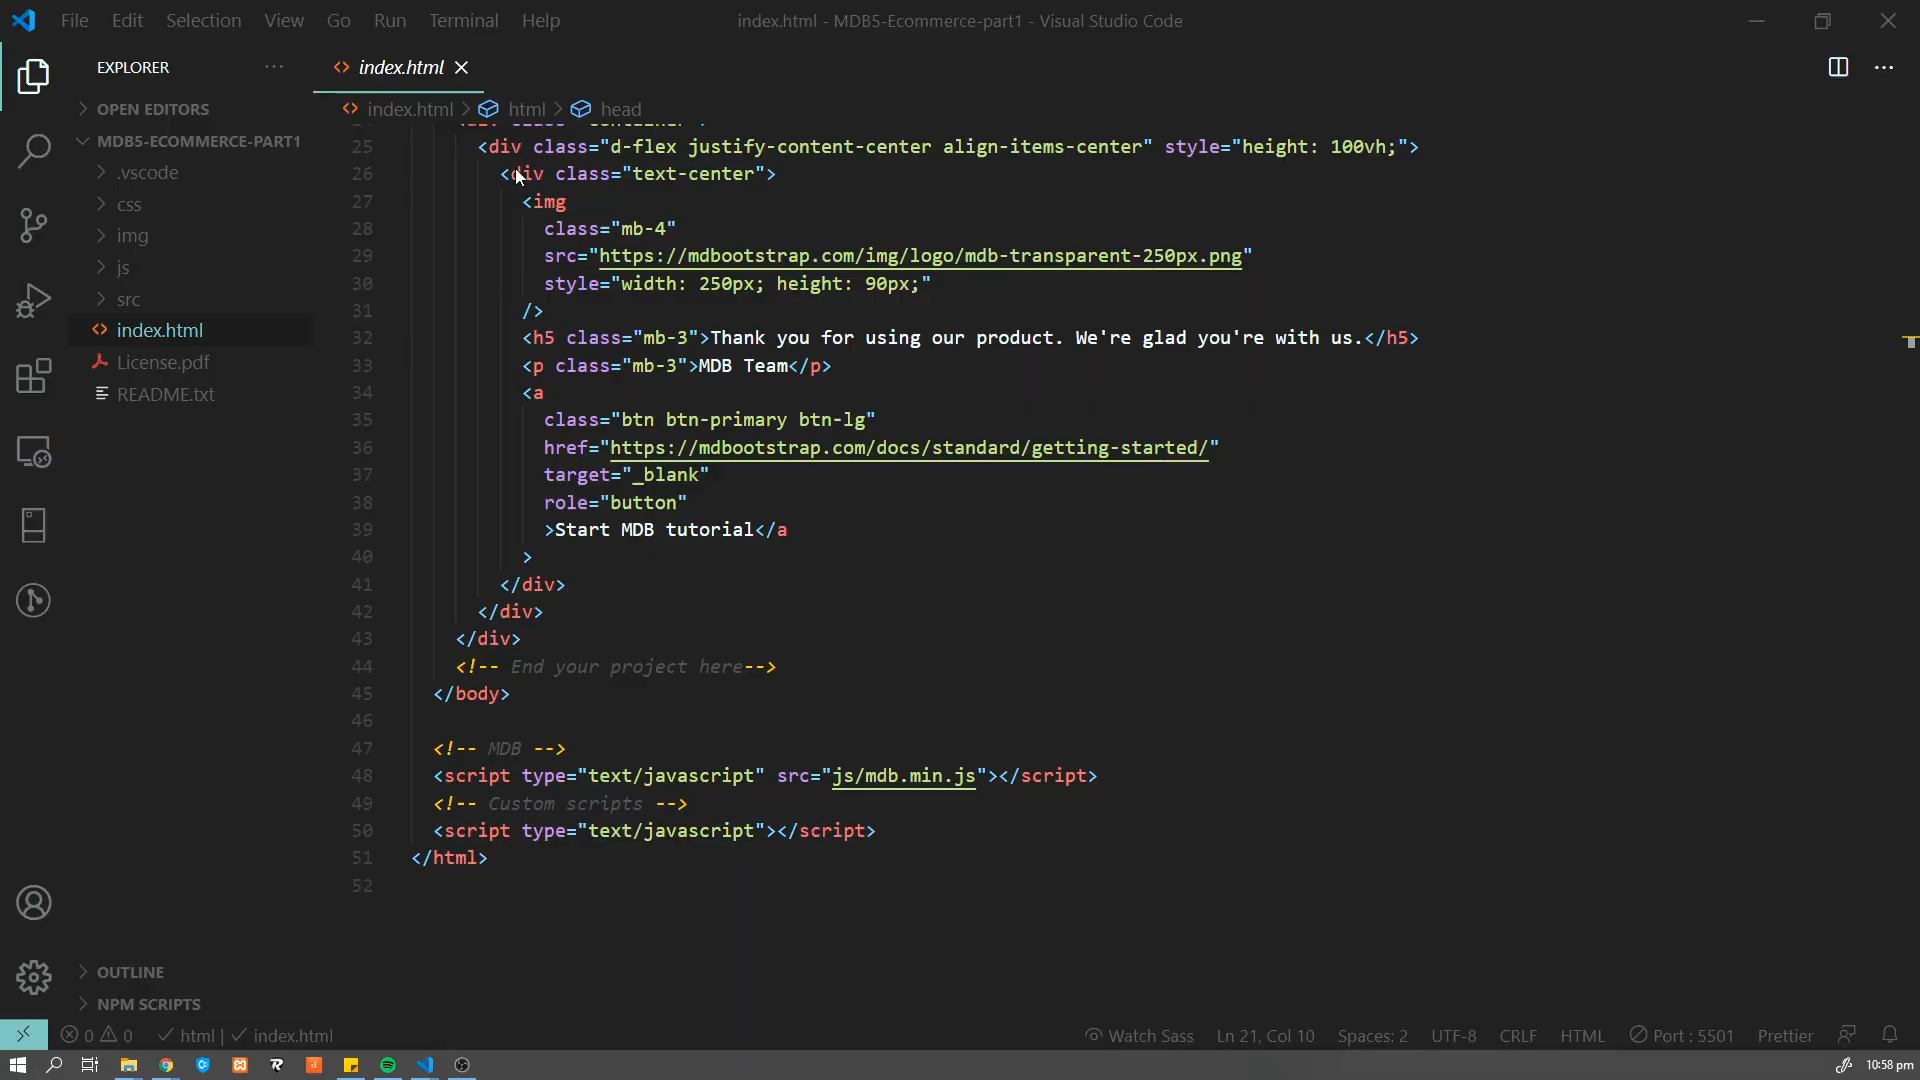 File Edit Selection View Go Run Terminal Help
index.html - MDB5-Ecommerce-part1 - Visual Studio Code
EXPLORER
OPEN EDITORS
MDB5-ECOMMERCE-PART1
.vscode
css
img
js
src
index.html
License.pdf
README.txt
OUTLINE
NPM SCRIPTS
index.html
index.html > html > head
25 <div class="d-flex justify-content-center align-items-center" style="height: 100vh;">
26 <div class="text-center">
27 <img
28 class="mb-4"
29 src="https://mdbootstrap.com/img/logo/mdb-transparent-250px.png"
30 style="width: 250px; height: 90px;"
31 />
32 <h5 class="mb-3">Thank you for using our product. We're glad you're with us.</h5>
33 <p class="mb-3">MDB Team</p>
34 <a
35 class="btn btn-primary btn-lg"
36 href="https://mdbootstrap.com/docs/standard/getting-started/"
37 target="_blank"
38 role="button"
39 >Start MDB tutorial</a
40 >
41 </div>
42 </div>
43 </div>
44 <!-- End your project here-->
45 </body>
46
47 <!-- MDB -->
48 <script type="text/javascript" src="js/mdb.min.js"></script>
49 <!-- Custom scripts -->
50 <script type="text/javascript"></script>
51 </html>
52
0 0 html | index.html Watch Sass Ln 21, Col 10 Spaces: 2 UTF-8 CRLF HTML Port : 5501 Prettier
10:58 pm